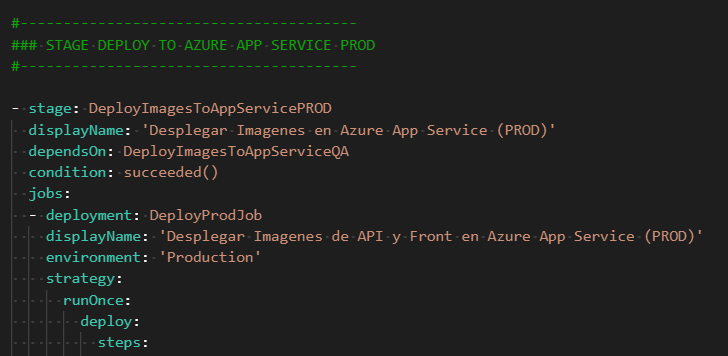 #---------------------------------------
### STAGE DEPLOY TO AZURE APP SERVICE PROD
#---------------------------------------
- stage: DeployImagesToAppServicePROD
displayName: 'Desplegar Imagenes en Azure App Service (PROD)'
dependsOn: DeployImagesToAppServiceQA
condition: succeeded()
jobs:
- deployment: DeployProdJob
displayName: 'Desplegar Imagenes de API y Front en Azure App Service (PROD)'
environment: 'Production'
strategy:
runOnce:
deploy:
steps: